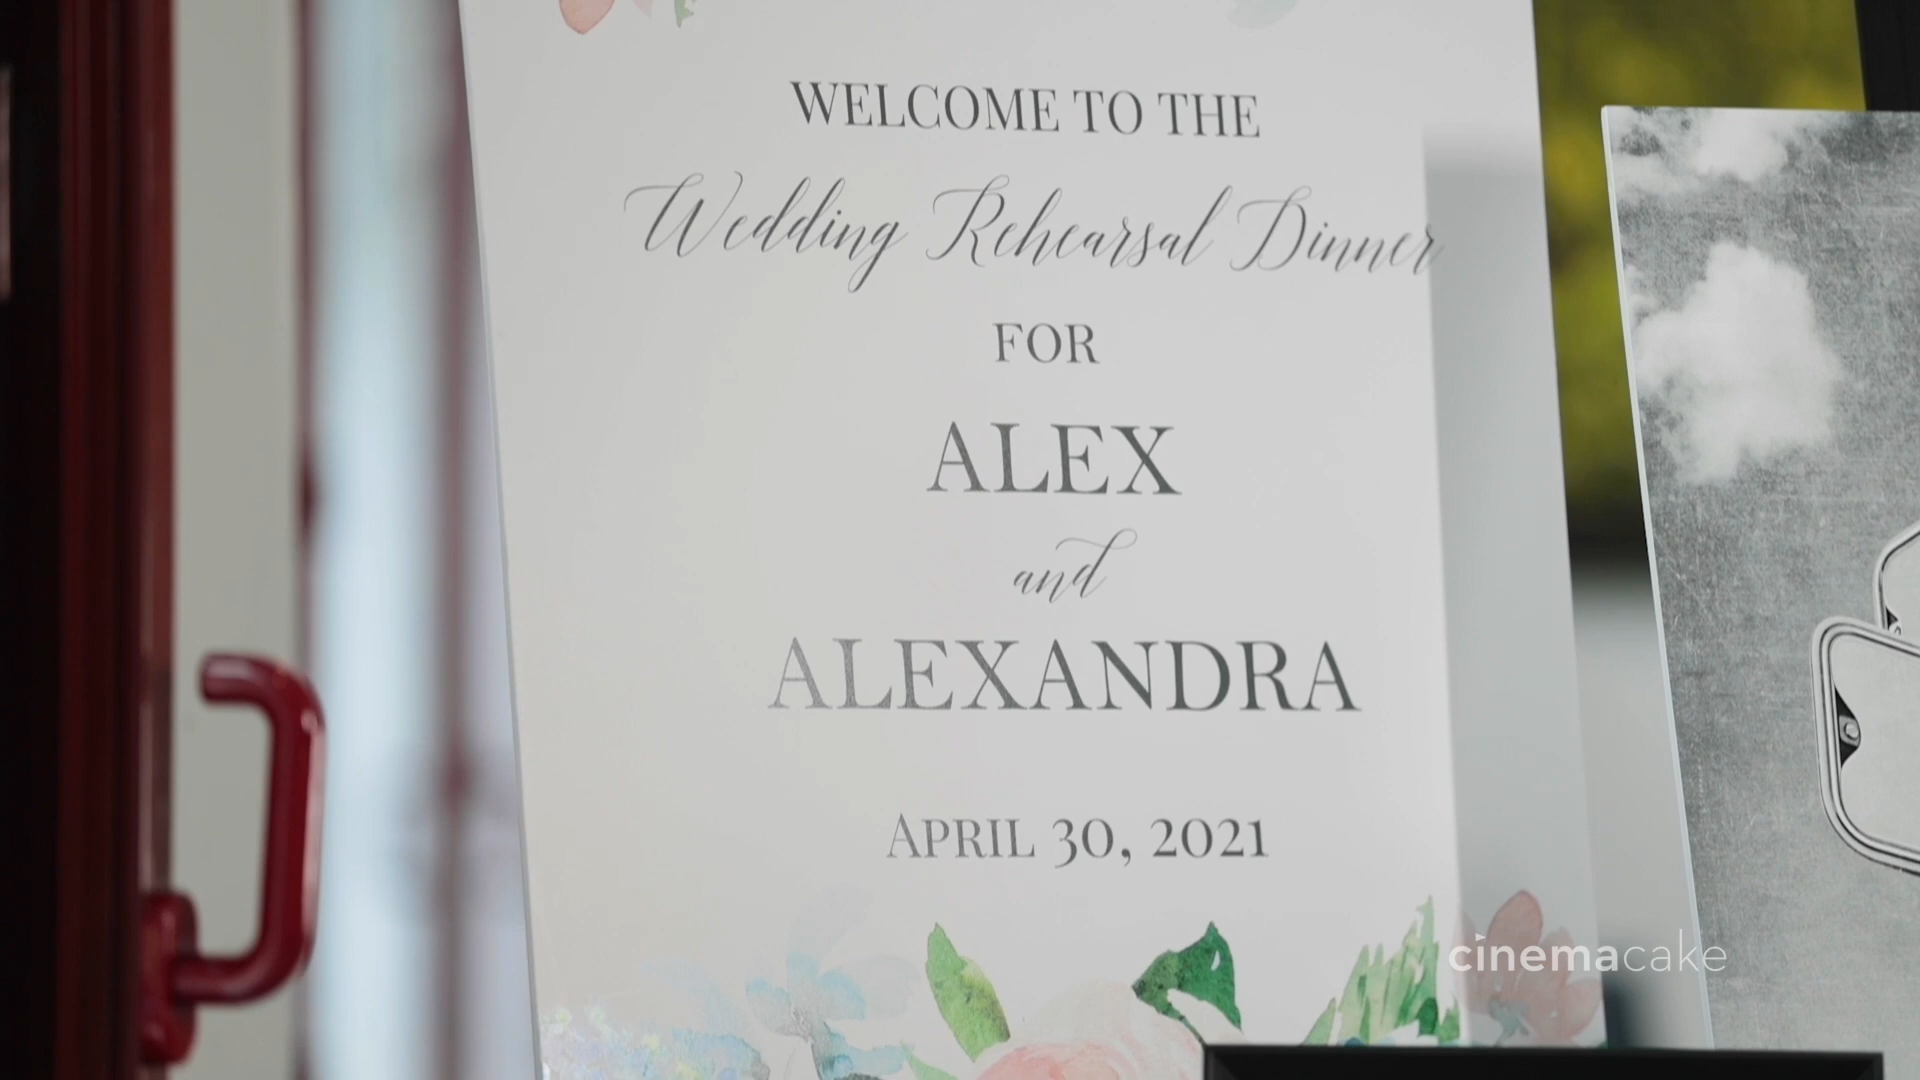 WELCOME TO THE
Wedding Rehearsal Dinner
FOR
ALEX
and
ALEXANDRA
APRIL 30, 2021
cinemacake